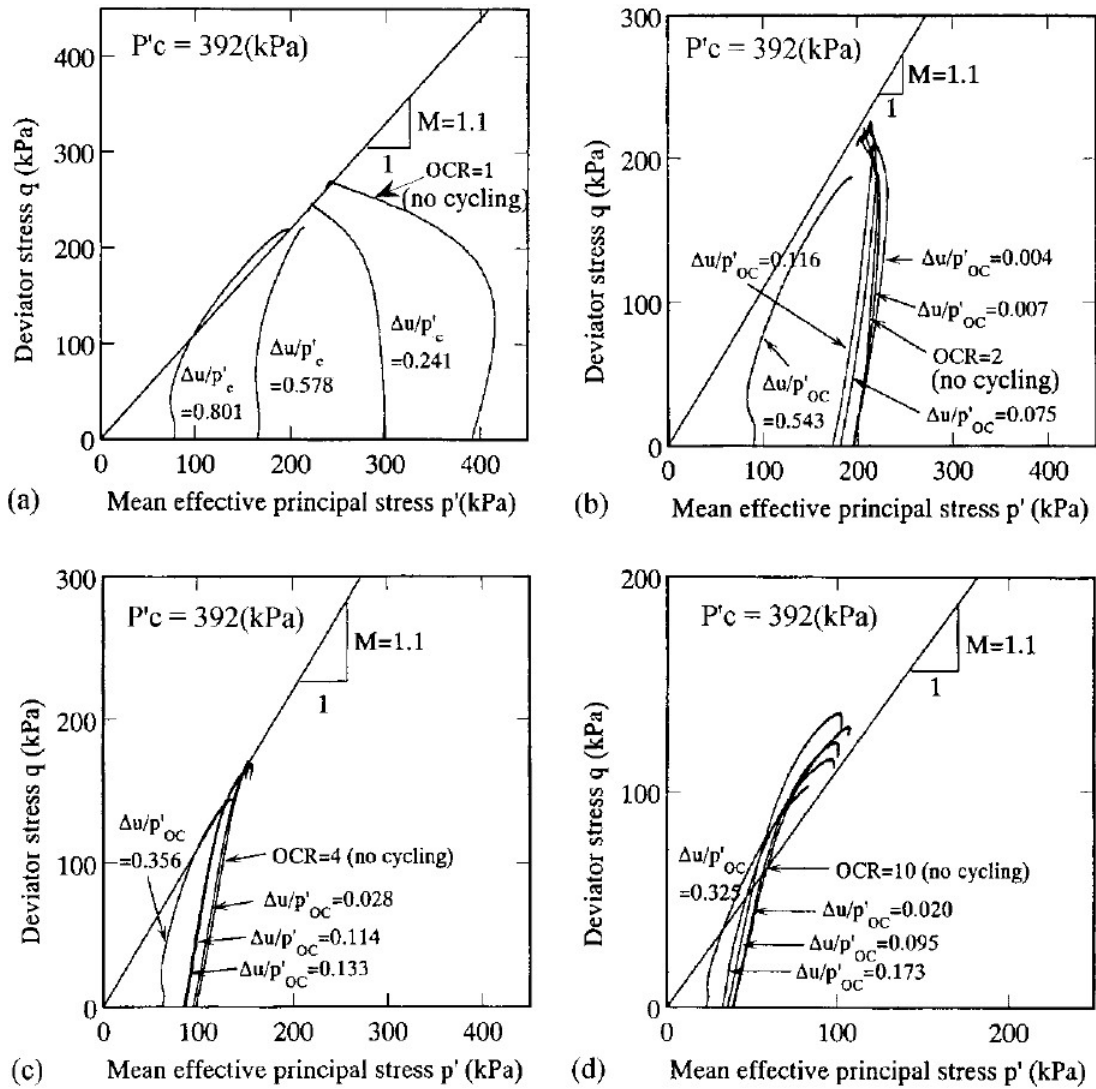 400
300
200
100
0
Deviator stress q (kPa)
P'c = 392(kPa)
M=1.1
1
OCR=1
(no cycling)
Δu/p'c
=0.241
Δu/p'c
=0.578
Δu/p'c
=0.801
0 100 200 300 400
(a) Mean effective principal stress p'(kPa)
300
200
100
0
Deviator stress q (kPa)
P'c = 392(kPa)
M=1.1
1
Δu/p'OC=0.116
Δu/p'OC=0.004
Δu/p'OC=0.007
OCR=2
(no cycling)
Δu/p'OC
=0.543
Δu/p'OC=0.075
0 100 200 300 400
(b) Mean effective principal stress p' (kPa)
300
200
100
0
Deviator stress q (kPa)
P'c = 392(kPa)
M=1.1
1
Δu/p'OC
=0.356
OCR=4 (no cycling)
Δu/p'OC=0.028
Δu/p'OC=0.114
Δu/p'OC=0.133
0 100 200 300 400
(c) Mean effective principal stress p' (kPa)
200
100
0
Deviator stress q (kPa)
P'c = 392(kPa)
M=1.1
1
Δu/p'OC
=0.325
OCR=10 (no cycling)
Δu/p'OC=0.020
Δu/p'OC=0.095
Δu/p'OC=0.173
0 100 200
(d) Mean effective principal stress p' (kPa)